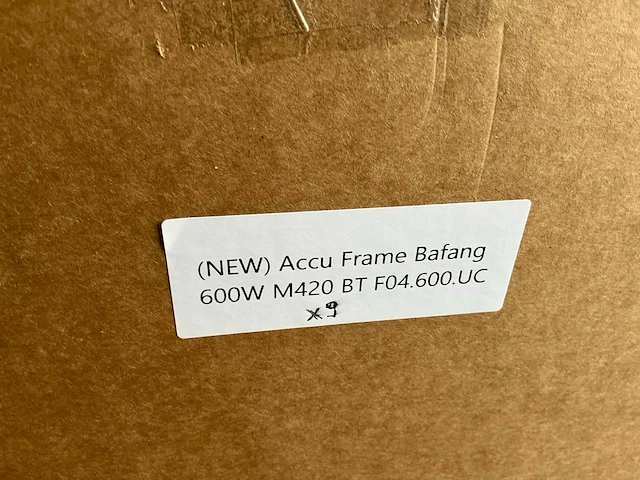 (NEW) Accu Frame Bafang
600W M420 BT F04.600.UC
x9